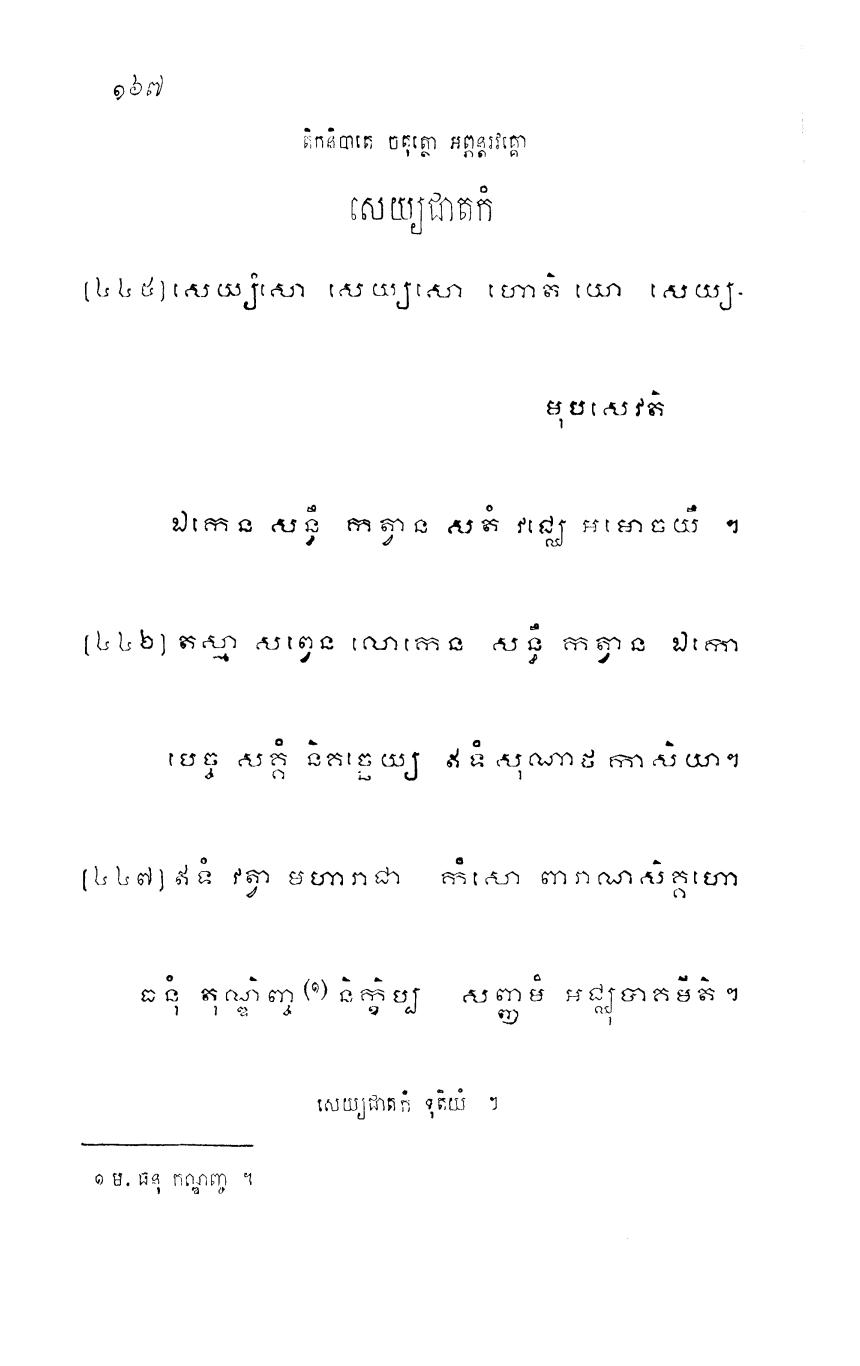 ១៦៧
តិកនិបាតេ ចតុត្ថោ អព្ភន្តរវគ្គោ
សេយ្យជាតកំ
[៤៤៥] សេយ្យំសោ សេយ្យសោ ហោតិ យោ សេយ្យ-
មុបសេវតិ
ឯកេន សន្ធឹ កត្វាន សតំ វជ្ឈេ អមោចយឹ ។
[៤៤៦] តស្មា សព្វេន លោកេន សន្ធឹ កត្វាន ឯកោ
បេច្ច សគ្គំ និគច្ឆេយ្យ ឥទំ សុណាថ កាសិយា។
[៤៤៧] ឥទំ វត្វា មហារាជា កំសោ ពារាណសិគ្គហោ
ធនុំ តុណ្ឌិញ្ច (១) និក្ខិប្ប សញ្ញមំ អជ្ឈុបាគមីតិ។
សេយ្យជាតកំ ទុតិយំ ។
១ ម. ធនុ កណ្ឌញ្ច ។